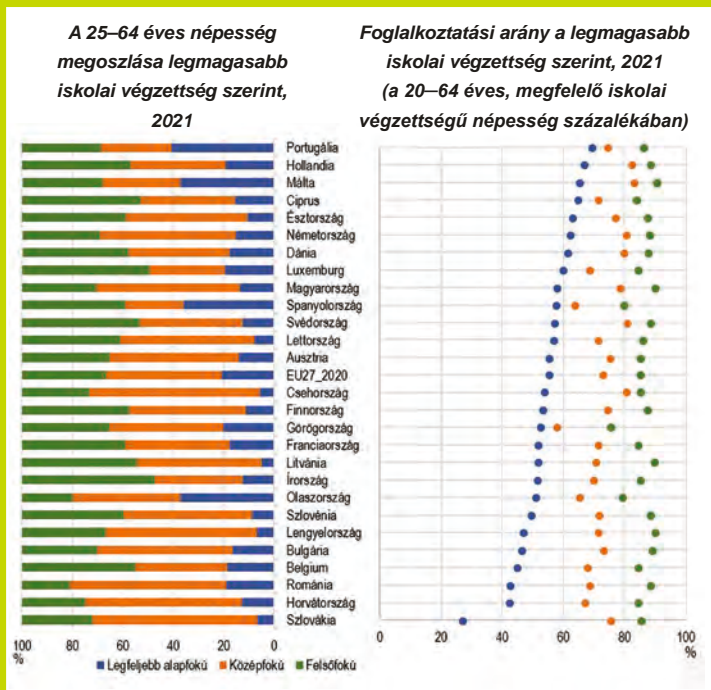 A 25–64 éves népesség
megoszlása legmagasabb
iskolai végzettség szerint,
2021
Foglalkoztatási arány a legmagasabb
iskolai végzettség szerint, 2021
(a 20—64 éves, megfelelő iskolai
végzettségű népesség százalékában)
Portugália
Hollandia
Málta
Ciprus
Észtország
Németország
Dánia
Luxemburg
Magyarország
Spanyolország
Svédország
Lettország
Ausztria
EU27_2020
Csehország
Finnország
Görögország
Franciaország
Litvánia
Írország
Olaszország
Szlovénia
Lengyelország
Bulgária
Belgium
Románia
Horvátország
Szlovákia
100 80 60 40 20 0
%
0 20 40 60 80 100
%
Legfeljebb alapfokú Középfokú Felsőfokú